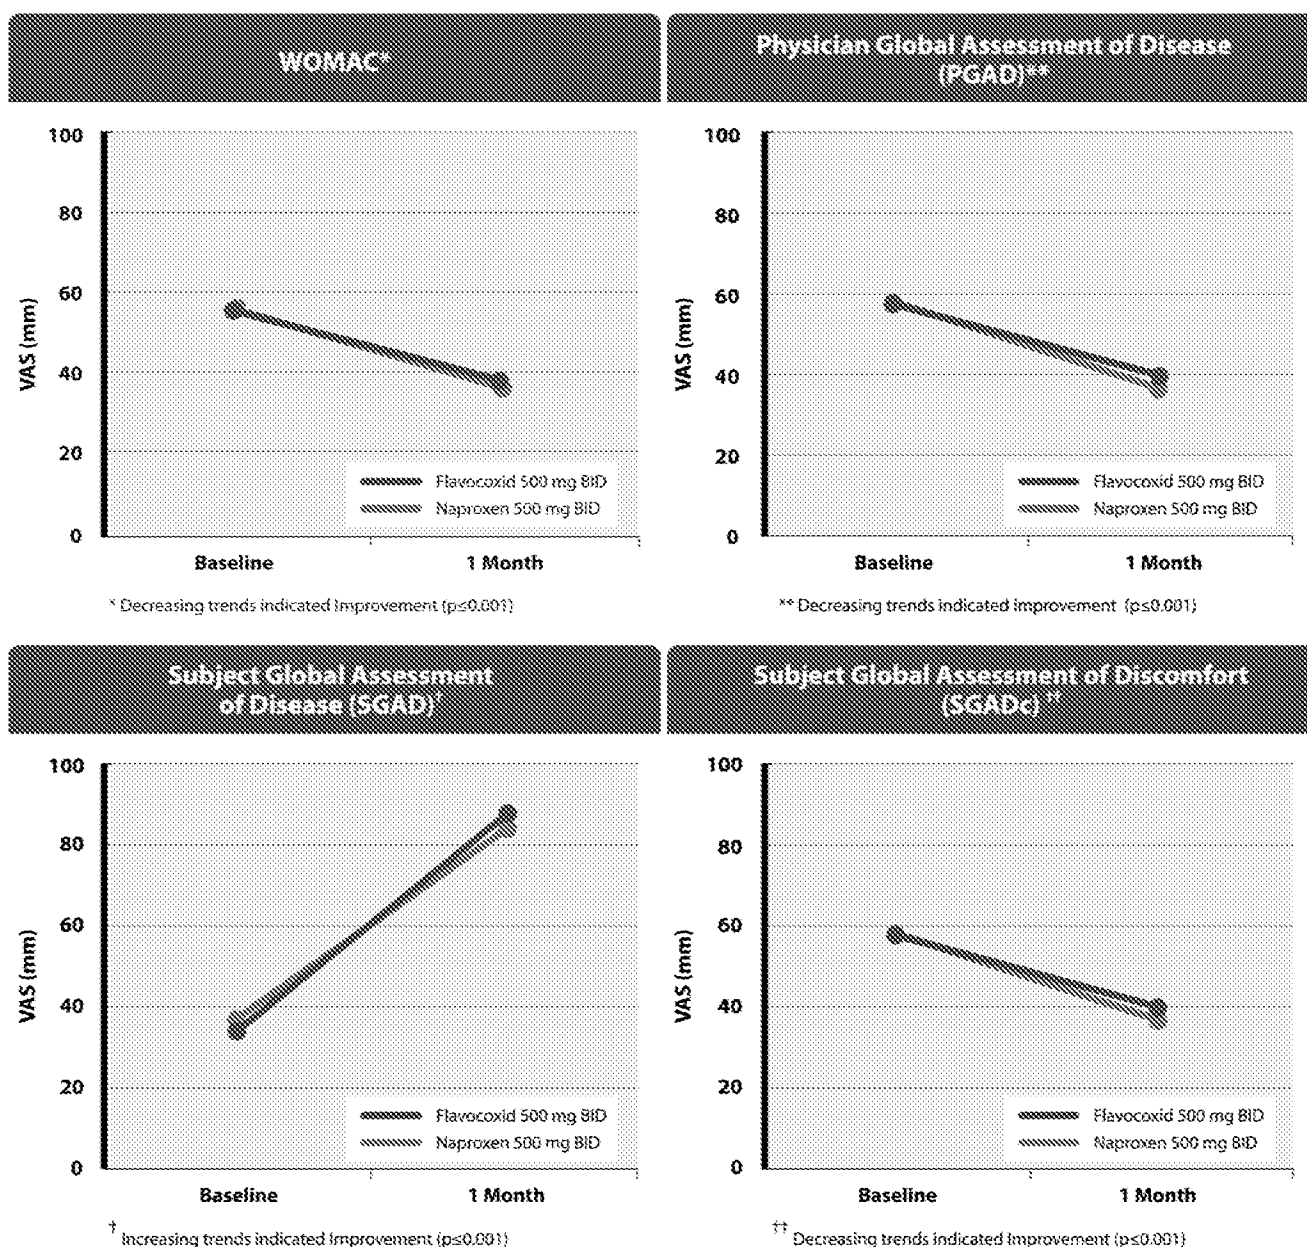 WOMAC*
100
80
60
40
20
0
VAS (mm)
Flavocoxid 500 mg BID
Naproxen 500 mg BID
Baseline 1 Month
* Decreasing trends indicated Improvement (p≤0.001)
Physician Global Assessment of Disease
(PGAD)**
100
80
60
40
20
0
VAS (mm)
Flavocoxid 500 mg BID
Naproxen 500 mg BID
Baseline 1 Month
** Decreasing trends indicated Improvement (p≤0.001)
Subject Global Assessment
of Disease (SGAD)†
100
80
60
40
20
0
VAS (mm)
Flavocoxid 500 mg BID
Naproxen 500 mg BID
Baseline 1 Month
† Increasing trends indicated Improvement (p≤0.001)
Subject Global Assessment of Discomfort
(SGADc) ††
100
80
60
40
20
0
VAS (mm)
Flavocoxid 500 mg BID
Naproxen 500 mg BID
Baseline 1 Month
†† Decreasing trends indicated Improvement (p≤0.001)